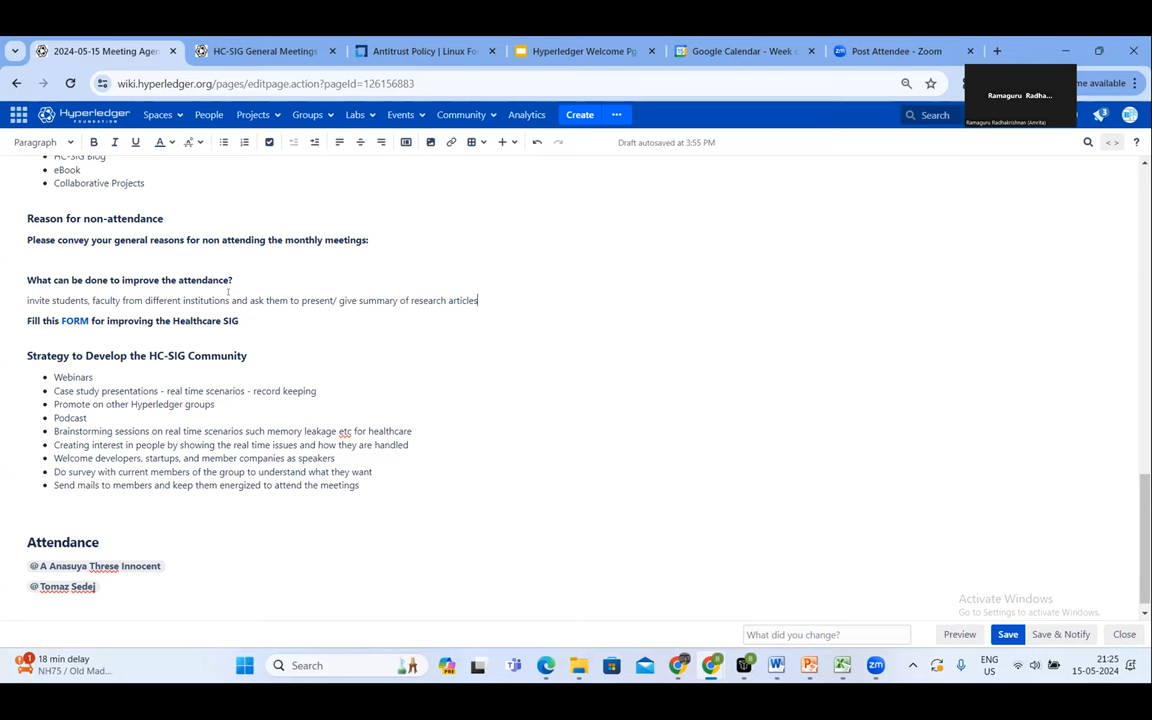 2024-05-15 Meeting Agen
HC-SIG General Meetings
Antitrust Policy | Linux Fo
Hyperledger Welcome Pg.
Google Calendar - Week o
Post Attendee - Zoom
wiki.hyperledger.org/pages/editpage.action?pageId=126156883
me available
Ramaguru Radha...
Ramaguru Radhakrishnan (Amrita)
HYPERLEDGER
FOUNDATION
Spaces
People
Projects
Groups
Labs
Events
Community
Analytics
Create
Search
3
Paragraph
Draft autosaved at 3:55 PM
HC-SIG Blog
eBook
Collaborative Projects
Reason for non-attendance
Please convey your general reasons for non attending the monthly meetings:
What can be done to improve the attendance?
invite students, faculty from different institutions and ask them to present/ give summary of research articles
Fill this FORM for improving the Healthcare SIG
Strategy to Develop the HC-SIG Community
Webinars
Case study presentations - real time scenarios - record keeping
Promote on other Hyperledger groups
Podcast
Brainstorming sessions on real time scenarios such memory leakage etc for healthcare
Creating interest in people by showing the real time issues and how they are handled
Welcome developers, startups, and member companies as speakers
Do survey with current members of the group to understand what they want
Send mails to members and keep them energized to attend the meetings
Attendance
@A Anasuya Threse Innocent
@Tomaz Sedej
Activate Windows
Go to Settings to activate Windows.
What did you change?
Preview
Save
Save & Notify
Close
1
18 min delay
NH75 / Old Mad...
Search
ENG
US
21:25
15-05-2024